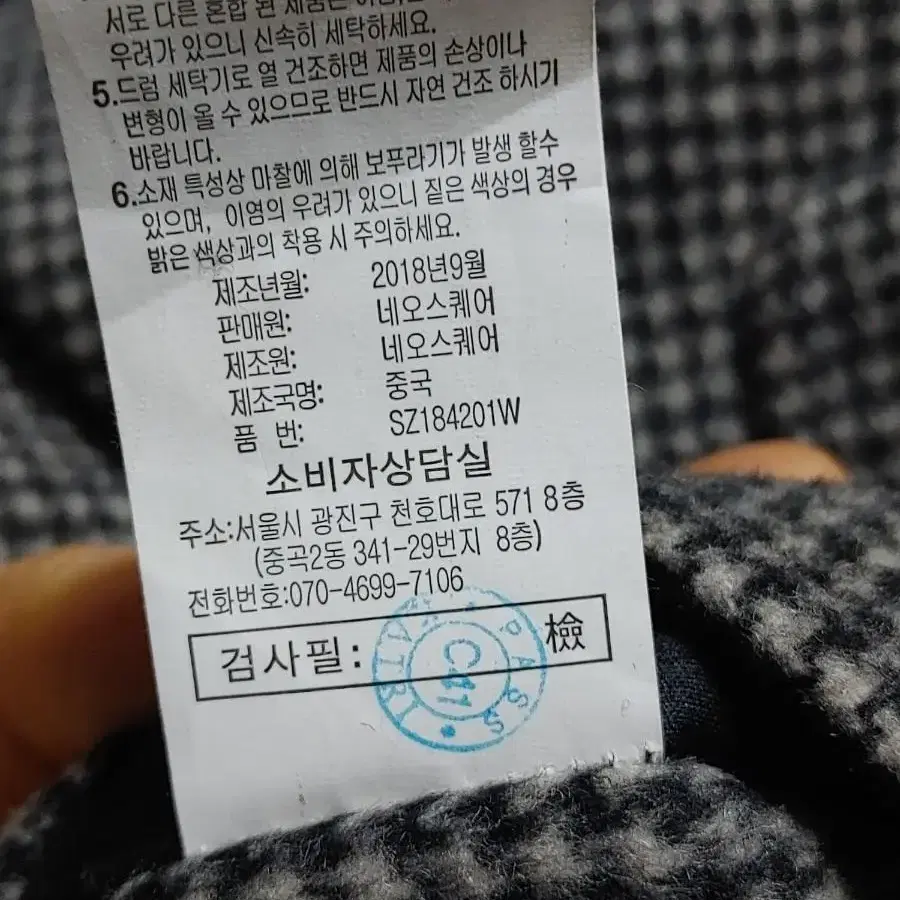 서로 다른 혼합 된 제품은
우려가 있으니 신속히 세탁하세요.
5.드럼 세탁기로 열 건조하면 제품의 손상이나
변형이 올 수 있으므로 반드시 자연 건조 하시기
바랍니다.
6.소재 특성상 마찰에 의해 보푸라기가 발생 할수
있으며, 이염의 우려가 있으니 짙은 색상의 경우
밝은 색상과의 착용 시 주의하세요.
제조년월: 2018년9월
판매원: 네오스퀘어
제조원: 네오스퀘어
제조국명: 중국
품 번: SZ184201W
소비자상담실
주소:서울시 광진구 천호대로 571 8층
(중곡2동 341-29번지 8층)
전화번호:070-4699-7106
검사필: 檢
PASS